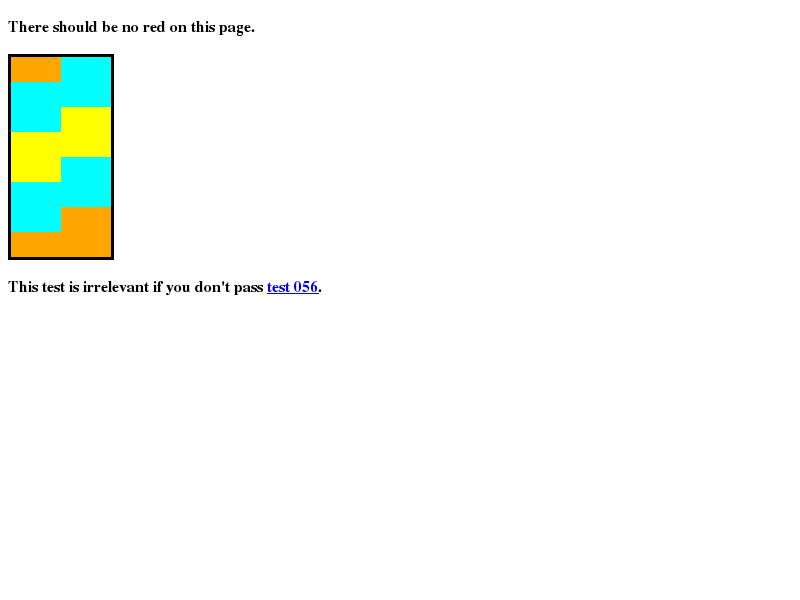 There should be no red on this page.
This test is irrelevant if you don't pass test 056.